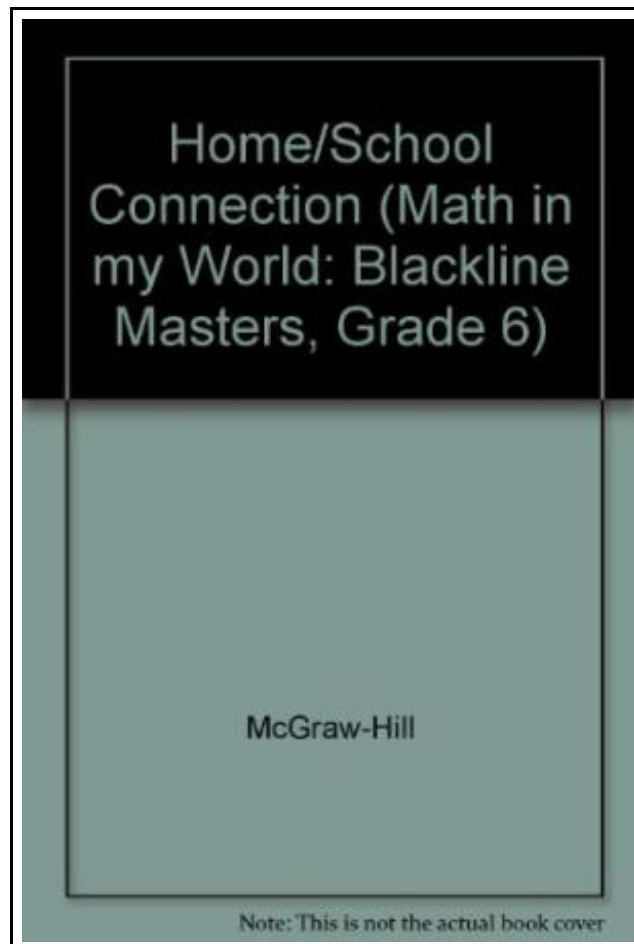 Home/School
Connection (Math in
my World: Blackline
Masters, Grade 6)
McGraw-Hill
Note: This is not the actual book cover